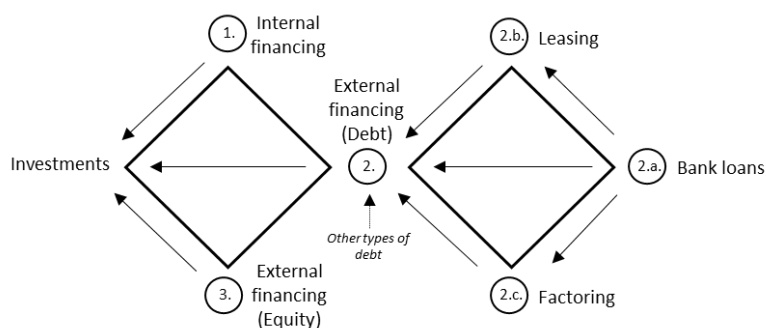 1.
Internal
financing
2.b.
Leasing
External
financing
(Debt)
Investments
2.
2.a.
Bank loans
Other types of
debt
3.
External
financing
(Equity)
2.c.
Factoring